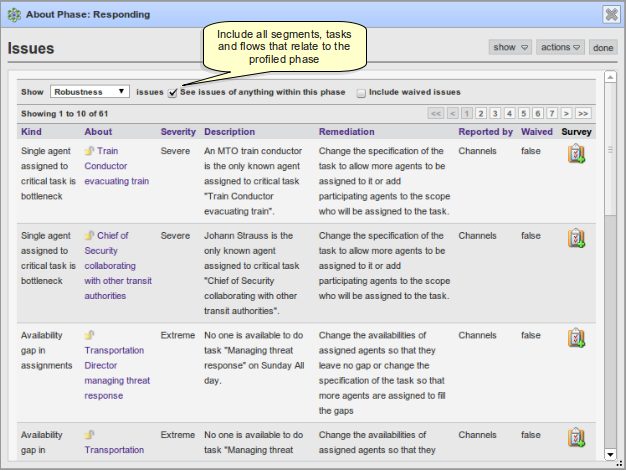 About Phase: Responding
Include all segments, tasks
and flows that relate to the
profiled phase
Issues
show
actions
done
Show Robustness issues See issues of anything within this phase Include waived issues
Showing 1 to 10 of 61
<< < 1 2 3 4 5 6 7 > >>
Kind About Severity Description Remediation Reported by Waived Survey
Single agent
assigned to
critical task is
bottleneck
Train
Conductor
evacuating train
Severe
An MTO train conductor
is the only known agent
assigned to critical task
"Train Conductor
evacuating train".
Change the specification of the
task to allow more agents to be
assigned to it or add
participating agents to the scope
who will be assigned to the task.
Channels
false
Single agent
assigned to
critical task is
bottleneck
Chief of
Security
collaborating
with other transit
authorities
Severe
Johann Strauss is the
only known agent
assigned to critical task
"Chief of Security
collaborating with other
transit authorities".
Change the specification of the
task to allow more agents to be
assigned to it or add
participating agents to the scope
who will be assigned to the task.
Channels
false
Availability
gap in
assignments
Transportation
Director
managing threat
response
Extreme
No one is available to do
task "Managing threat
response" on Sunday All
day.
Change the availabilities of
assigned agents so that they
leave no gap or change the
specification of the task so that
more agents are assigned to fill
the gaps
Channels
false
Availability
gap in
Transportation
Extreme
No one is available to do
task "Managing threat
Change the availabilities of
assigned agents so that they
Channels
false